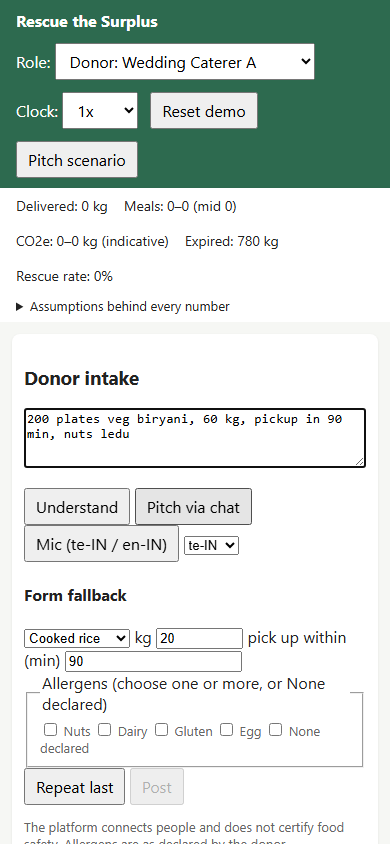 Rescue the Surplus
Role: Donor: Wedding Caterer A
Clock: 1x Reset demo
Pitch scenario
Delivered: 0 kg Meals: 0–0 (mid 0)
CO2e: 0–0 kg (indicative) Expired: 780 kg
Rescue rate: 0%
▶ Assumptions behind every number
Donor intake
200 plates veg biryani, 60 kg, pickup in 90
min, nuts ledu
Understand Pitch via chat
Mic (te-IN / en-IN) te-IN
Form fallback
Cooked rice kg 20 pick up within
(min) 90
Allergens (choose one or more, or None
declared)
Nuts Dairy Gluten Egg None
declared
Repeat last Post
The platform connects people and does not certify food
safety. Allergens are as declared by the donor.